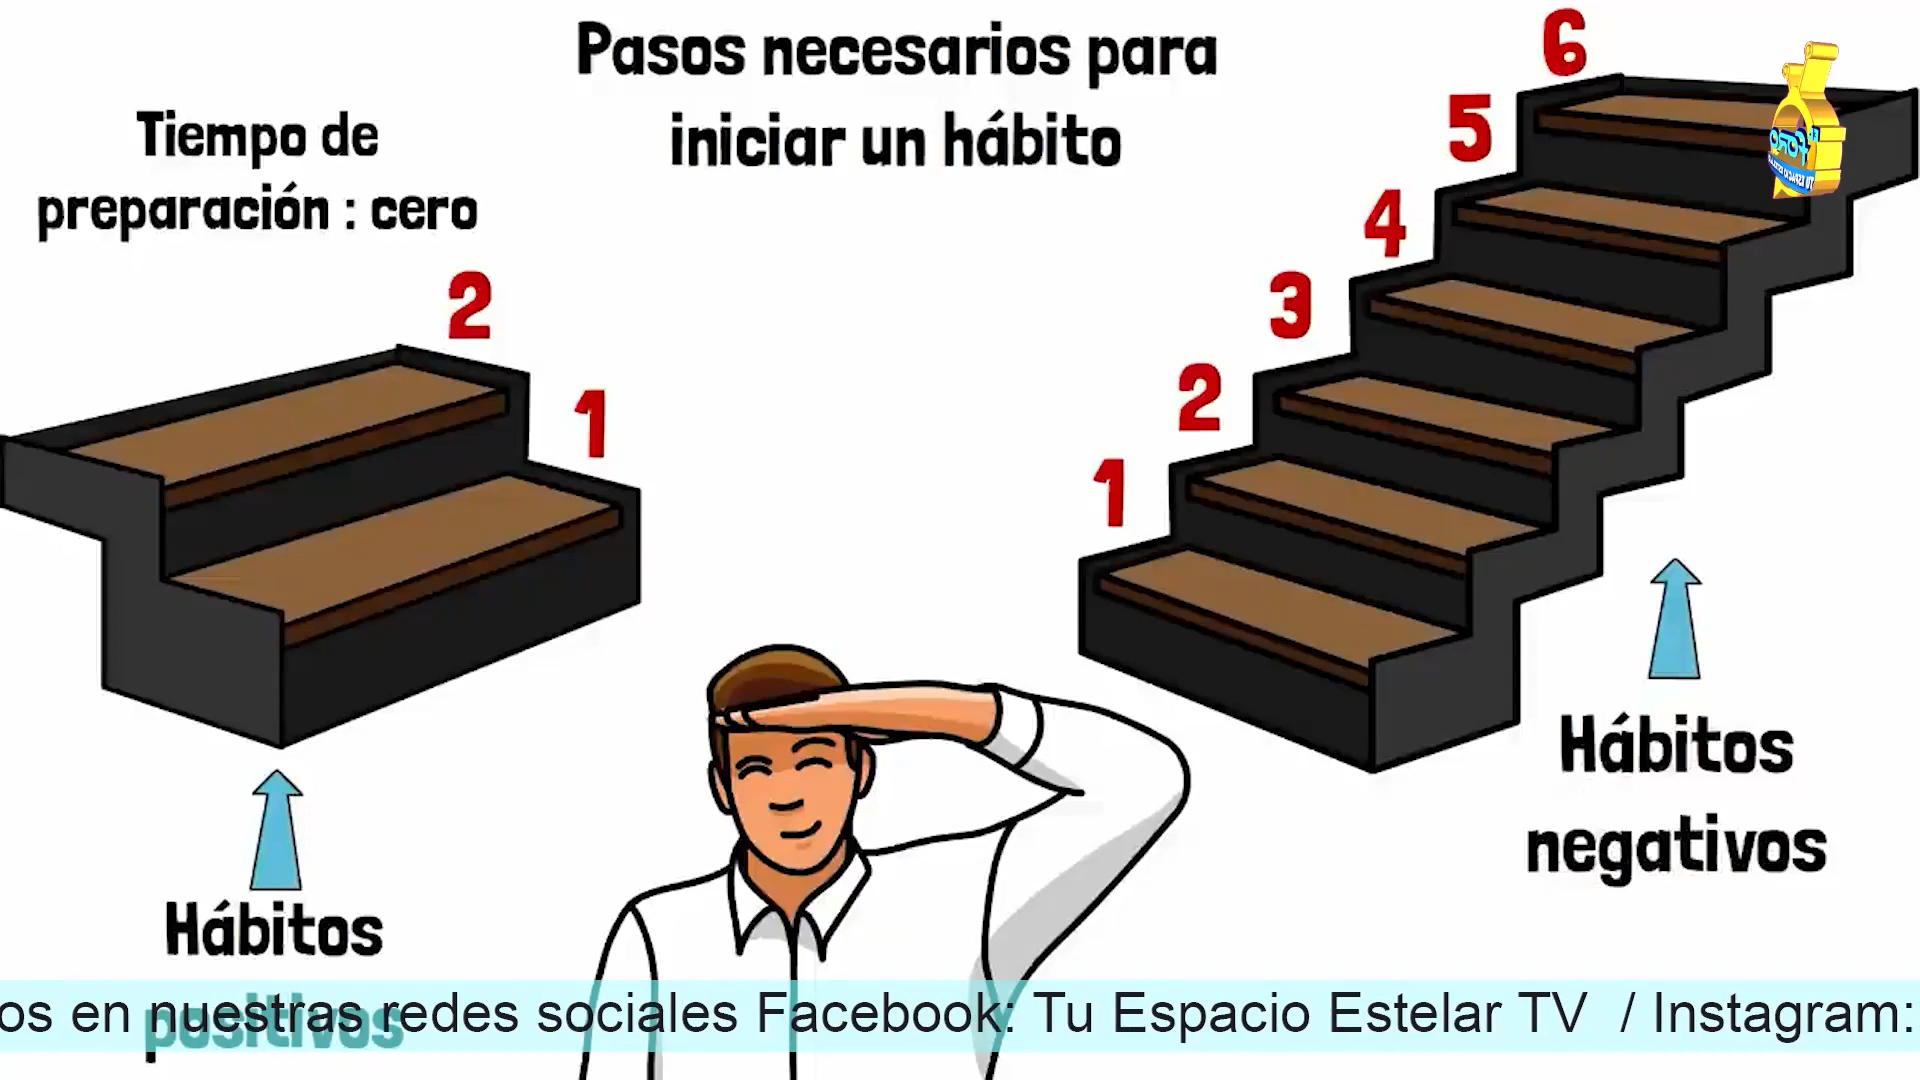 Pasos necesarios para
iniciar un hábito
Tiempo de
preparación : cero
2
1
Hábitos
positivos
6
5
4
3
2
1
Hábitos
negativos
os en nuestras redes sociales Facebook: Tu Espacio Estelar TV / Instagram: